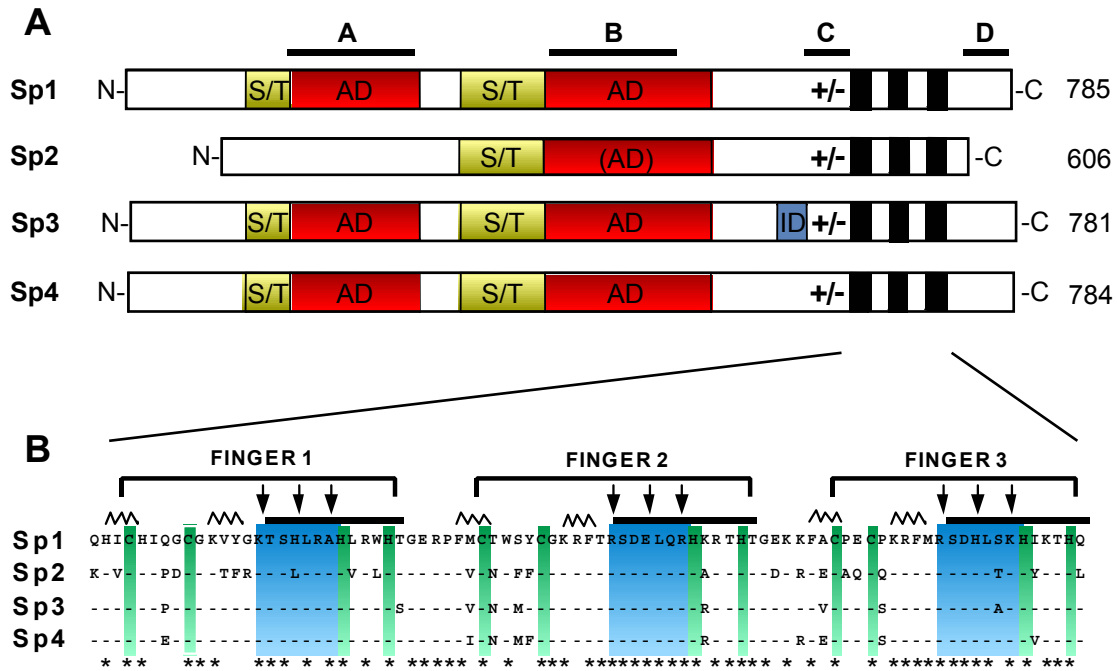 A
A B C D
Sp1 N- S/T AD S/T AD +/- -C 785
Sp2 N- S/T (AD) +/- -C 606
Sp3 N- S/T AD S/T AD ID +/- -C 781
Sp4 N- S/T AD S/T AD +/- -C 784
B
FINGER 1 FINGER 2 FINGER 3
Sp1 QHICHIQGCGKVYGKTSHLRAHLRWHTGERPFMCTWSYCGKRFTRSDELQRHKRTHTGEKKFACPECPKRFMRSDHLSKHIKTHQ
Sp2 K-V---PD---TFR---L----V-L-------V-N-FF--------------A-----D-R-E-AQ-Q---------T--Y---L
Sp3 ------P-------------------S-------N-M---------------R---------V----S---------A-------
Sp4 ------E-------------------------I-N-MF--------------R-------R-E----S------------V----